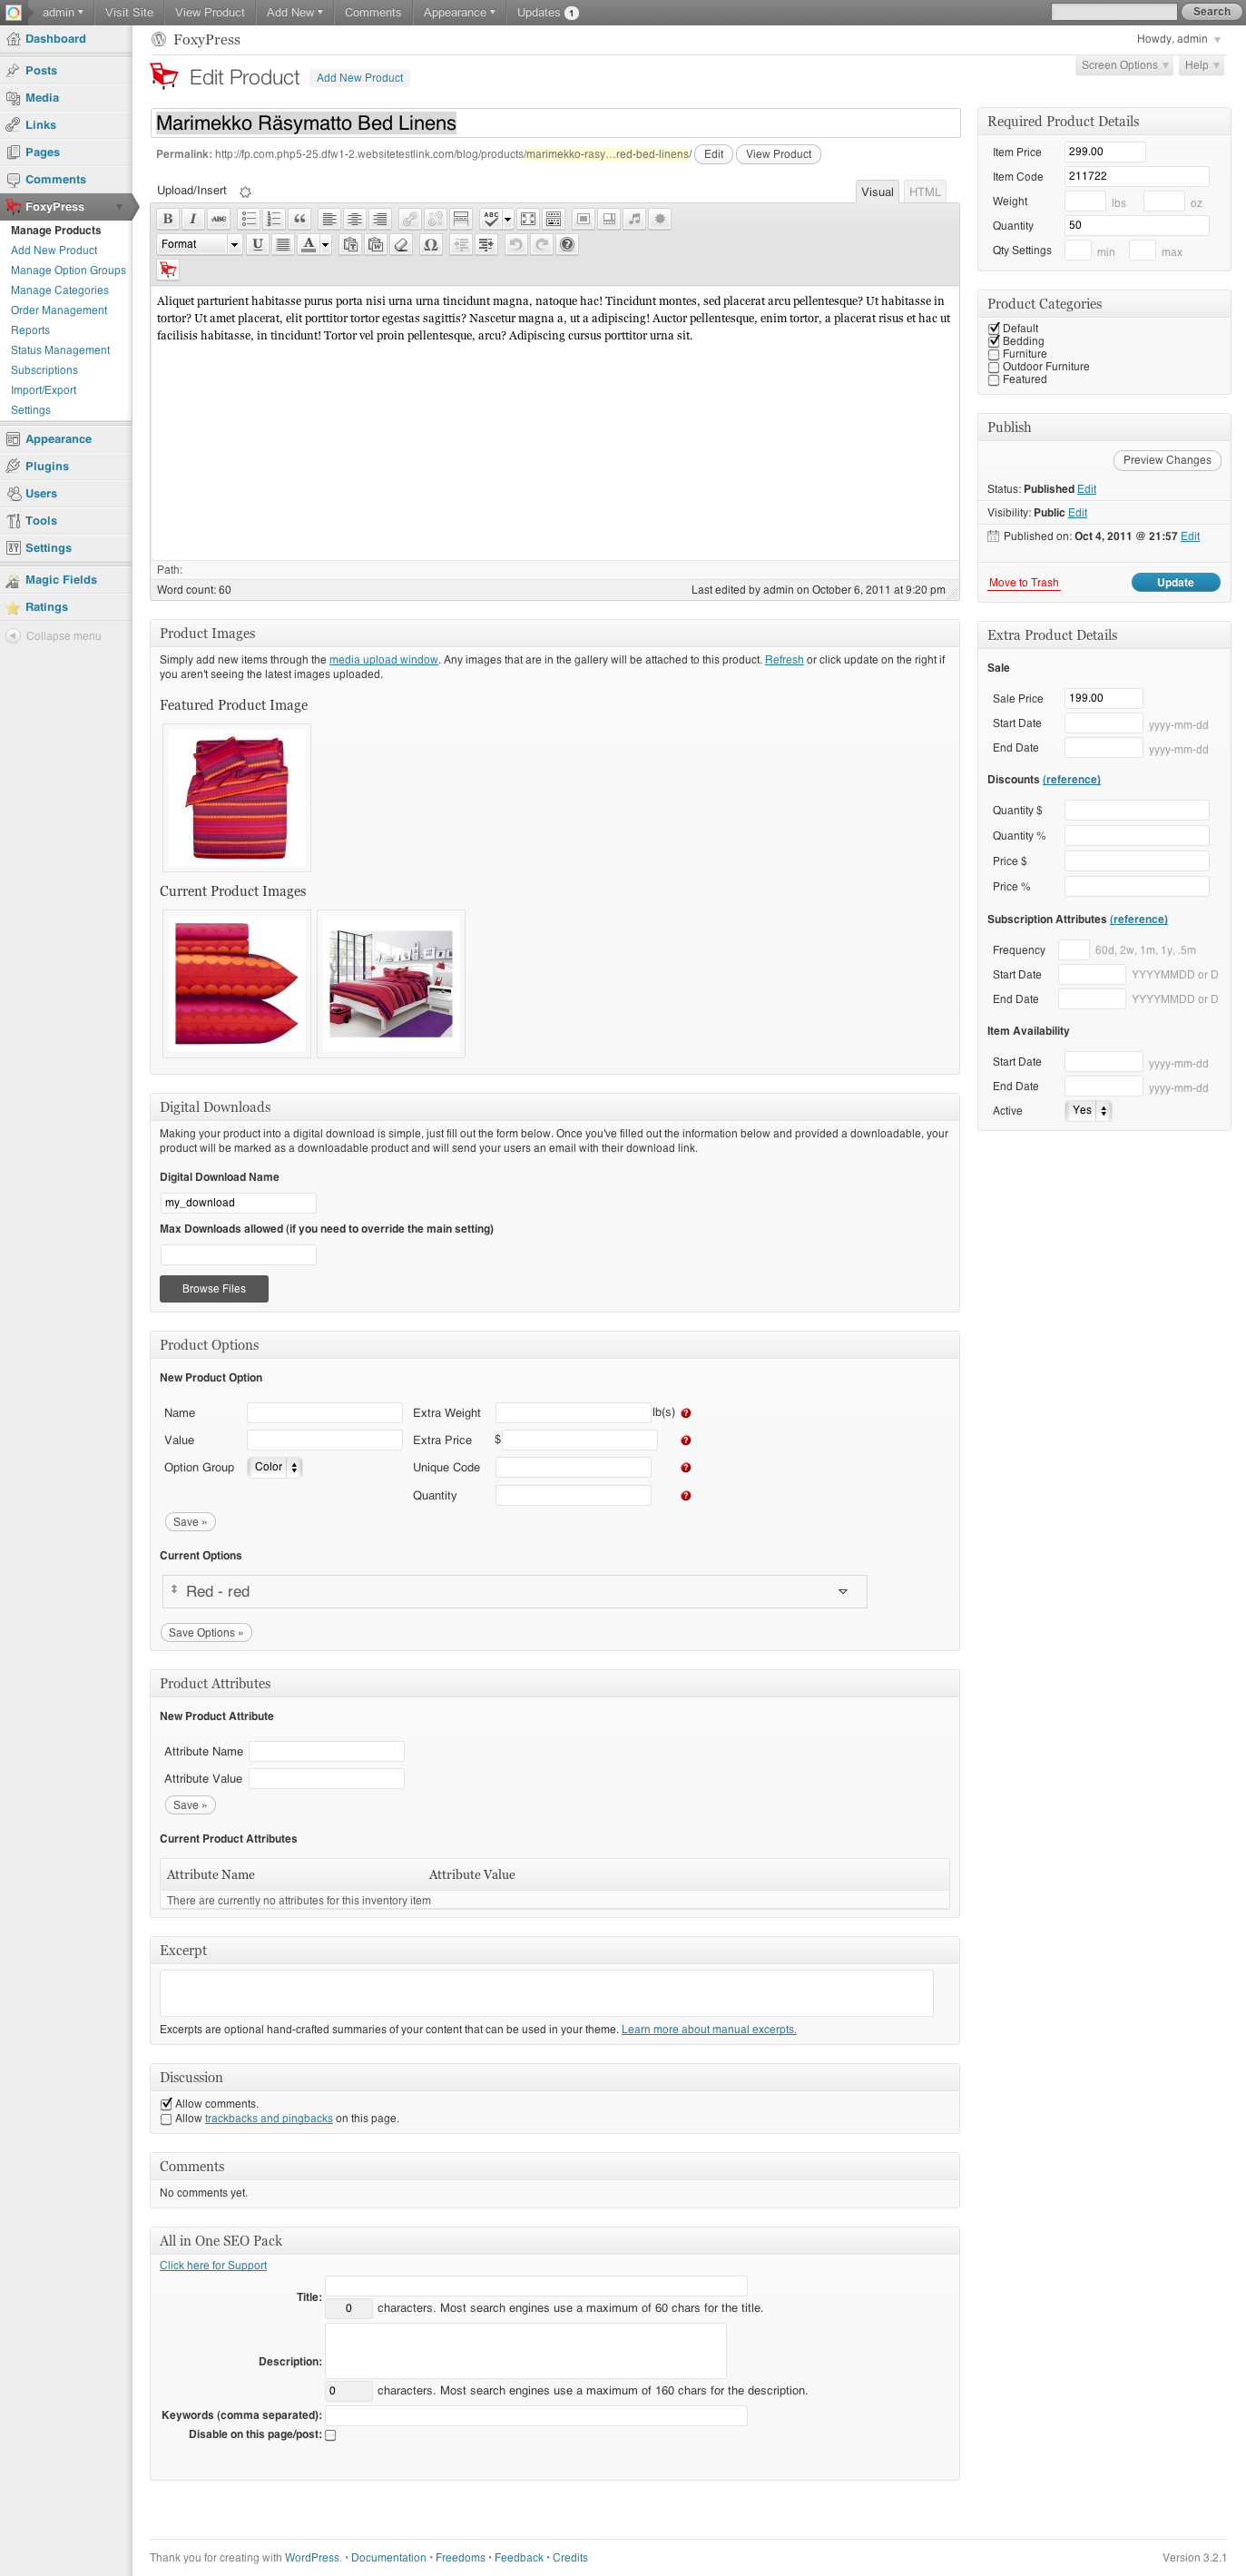 admin
Visit Site
View Product
Add New
Comments
Appearance
Updates 1
Search
Dashboard
Posts
Media
Links
Pages
Comments
FoxyPress
Manage Products
Add New Product
Manage Option Groups
Manage Categories
Order Management
Reports
Status Management
Subscriptions
Import/Export
Settings
Appearance
Plugins
Users
Tools
Settings
Magic Fields
Ratings
Collapse menu
FoxyPress
Howdy, admin
Screen Options
Help
Edit Product
Add New Product
Marimekko Räsymatto Bed Linens
Permalink: http://fp.com.php5-25.dfw1-2.websitetestlink.com/blog/products/marimekko-rasy...red-bed-linens/ Edit View Product
Upload/Insert
Visual
HTML
B I ABC
ABC
Format
U
A
Ω
Aliquet parturient habitasse purus porta nisi urna urna tincidunt magna, natoque hac! Tincidunt montes, sed placerat arcu pellentesque? Ut habitasse in
tortor? Ut amet placerat, elit porttitor tortor egestas sagittis? Nascetur magna a, ut a adipiscing! Auctor pellentesque, enim tortor, a placerat risus et hac ut
facilisis habitasse, in tincidunt! Tortor vel proin pellentesque, arcu? Adipiscing cursus porttitor urna sit.
Path:
Word count: 60
Last edited by admin on October 6, 2011 at 9:20 pm
Product Images
Simply add new items through the media upload window. Any images that are in the gallery will be attached to this product. Refresh or click update on the right if
you aren't seeing the latest images uploaded.
Featured Product Image
Current Product Images
Digital Downloads
Making your product into a digital download is simple, just fill out the form below. Once you've filled out the information below and provided a downloadable, your
product will be marked as a downloadable product and will send your users an email with their download link.
Digital Download Name
my_download
Max Downloads allowed (if you need to override the main setting)
Browse Files
Product Options
New Product Option
Name
Extra Weight
lb(s) ?
Value
Extra Price $
?
Option Group Color
Unique Code
?
Quantity
?
Save »
Current Options
Red - red
Save Options »
Product Attributes
New Product Attribute
Attribute Name
Attribute Value
Save »
Current Product Attributes
Attribute Name
Attribute Value
There are currently no attributes for this inventory item
Excerpt
Excerpts are optional hand-crafted summaries of your content that can be used in your theme. Learn more about manual excerpts.
Discussion
Allow comments.
Allow trackbacks and pingbacks on this page.
Comments
No comments yet.
All in One SEO Pack
Click here for Support
Title:
0 characters. Most search engines use a maximum of 60 chars for the title.
Description:
0 characters. Most search engines use a maximum of 160 chars for the description.
Keywords (comma separated):
Disable on this page/post:
Required Product Details
Item Price 299.00
Item Code 211722
Weight lbs oz
Quantity 50
Qty Settings min max
Product Categories
Default
Bedding
Furniture
Outdoor Furniture
Featured
Publish
Preview Changes
Status: Published Edit
Visibility: Public Edit
Published on: Oct 4, 2011 @ 21:57 Edit
Move to Trash
Update
Extra Product Details
Sale
Sale Price 199.00
Start Date yyyy-mm-dd
End Date yyyy-mm-dd
Discounts (reference)
Quantity $
Quantity %
Price $
Price %
Subscription Attributes (reference)
Frequency 60d, 2w, 1m, 1y, .5m
Start Date YYYYMMDD or D
End Date YYYYMMDD or D
Item Availability
Start Date yyyy-mm-dd
End Date yyyy-mm-dd
Active Yes
Thank you for creating with WordPress. • Documentation • Freedoms • Feedback • Credits
Version 3.2.1